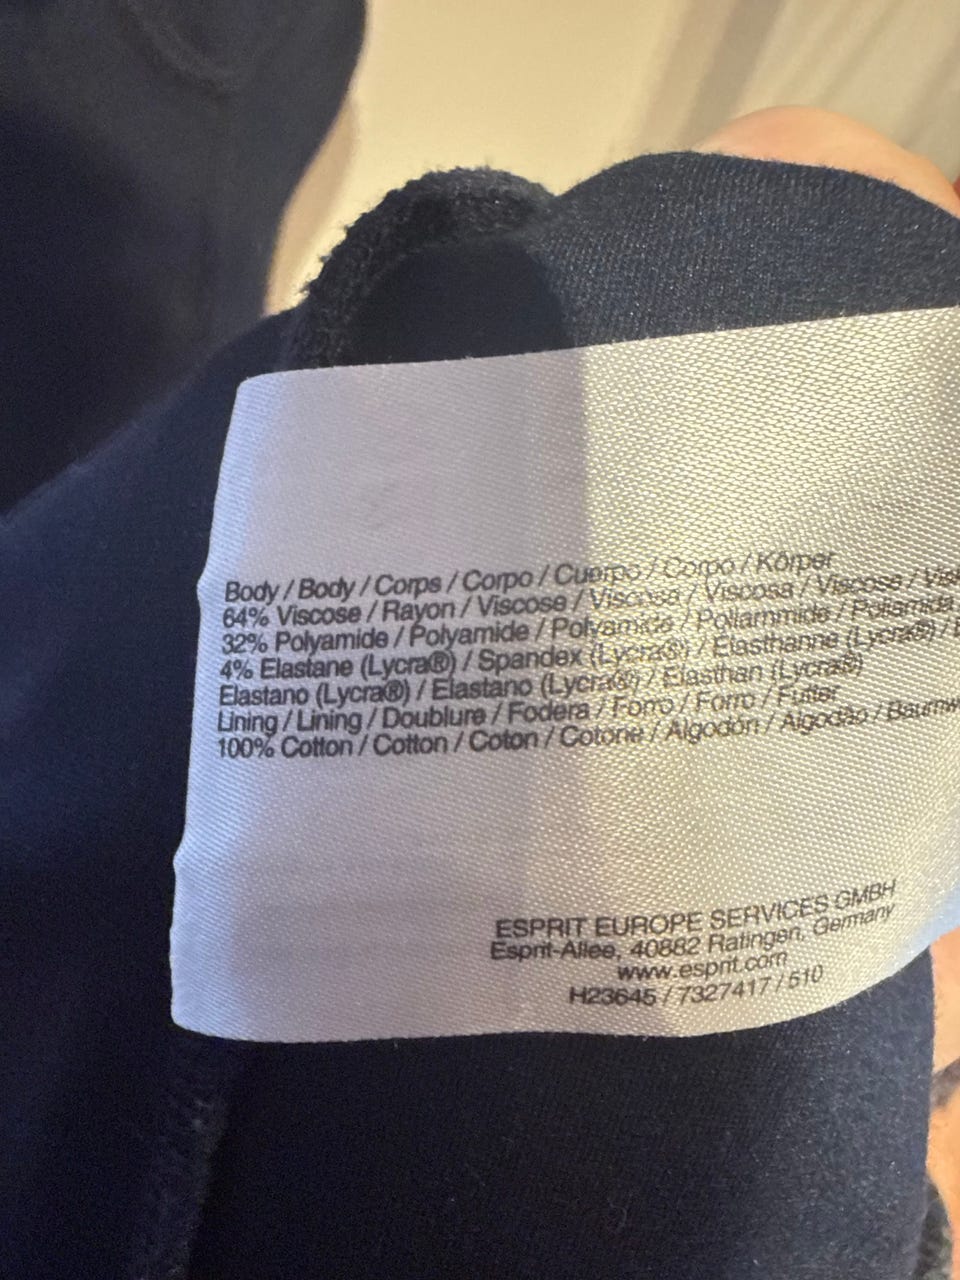 Body / Body / Corps / Corpo / Cuerpo / Corpo / Körper
64% Viscose / Rayon / Viscose / Viscosa / Viscosa / Viscose /
32% Polyamide / Polyamide / Polyamide / Poliammide / Poliamida
4% Elastane (Lycra®) / Spandex (Lycra®) / Elasthanne (Lycra®) /
Elastano (Lycra®) / Elastano (Lycra®) / Elasthan (Lycra®)
Lining / Lining / Doublure / Fodera / Forro / Forro / Futter
100% Cotton / Cotton / Coton / Cotone / Algodón / Algodão / Baumw
ESPRIT EUROPE SERVICES GMBH
Esprit-Allee, 40882 Ratingen, Germany
www.esprit.com
H23645 / 7327417 / 510